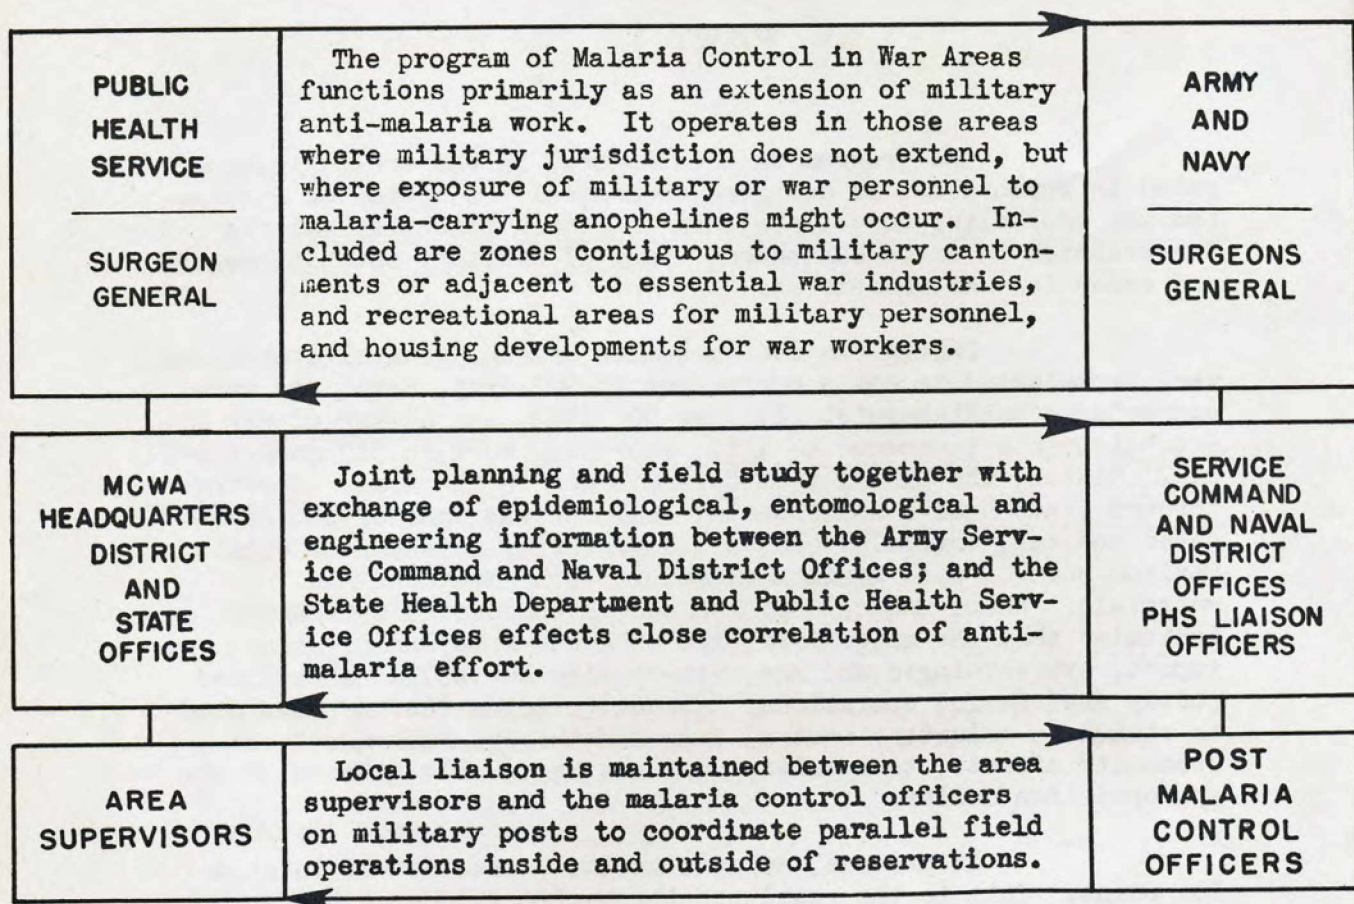 PUBLIC
HEALTH
SERVICE
SURGEON
GENERAL
The program of Malaria Control in War Areas
functions primarily as an extension of military
anti-malaria work. It operates in those areas
where military jurisdiction does not extend, but
where exposure of military or war personnel to
malaria-carrying anophelines might occur. In-
cluded are zones contiguous to military canton-
ments or adjacent to essential war industries,
and recreational areas for military personnel,
and housing developments for war workers.
ARMY
AND
NAVY
SURGEONS
GENERAL
MCWA
HEADQUARTERS
DISTRICT
AND
STATE
OFFICES
Joint planning and field study together with
exchange of epidemiological, entomological and
engineering information between the Army Serv-
ice Command and Naval District Offices; and the
State Health Department and Public Health Serv-
ice Offices effects close correlation of anti-
malaria effort.
SERVICE
COMMAND
AND NAVAL
DISTRICT
OFFICES
PHS LIAISON
OFFICERS
AREA
SUPERVISORS
Local liaison is maintained between the area
supervisors and the malaria control officers
on military posts to coordinate parallel field
operations inside and outside of reservations.
POST
MALARIA
CONTROL
OFFICERS